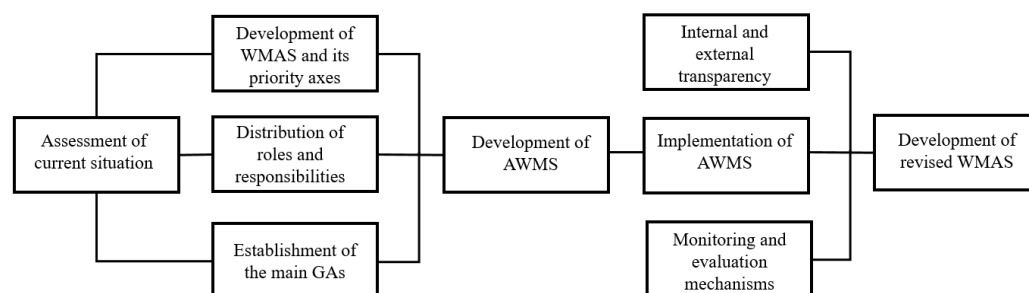 Assessment of
current situation
Development of
WMAS and its
priority axes
Distribution of
roles and
responsibilities
Establishment of
the main GAs
Development of
AWMS
Internal and
external
transparency
Implementation of
AWMS
Monitoring and
evaluation
mechanisms
Development of
revised WMAS